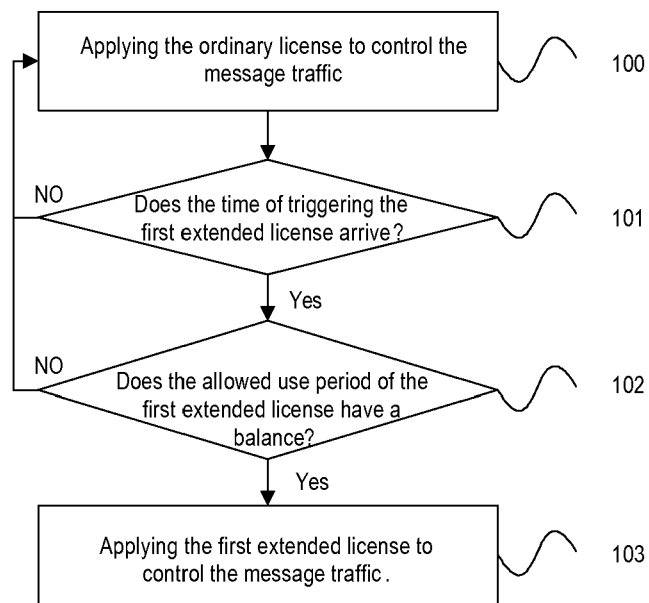 Applying the ordinary license to control the
message traffic
100
NO
Does the time of triggering the
first extended license arrive?
101
Yes
NO
Does the allowed use period of the
first extended license have a
balance?
102
Yes
Applying the first extended license to
control the message traffic.
103